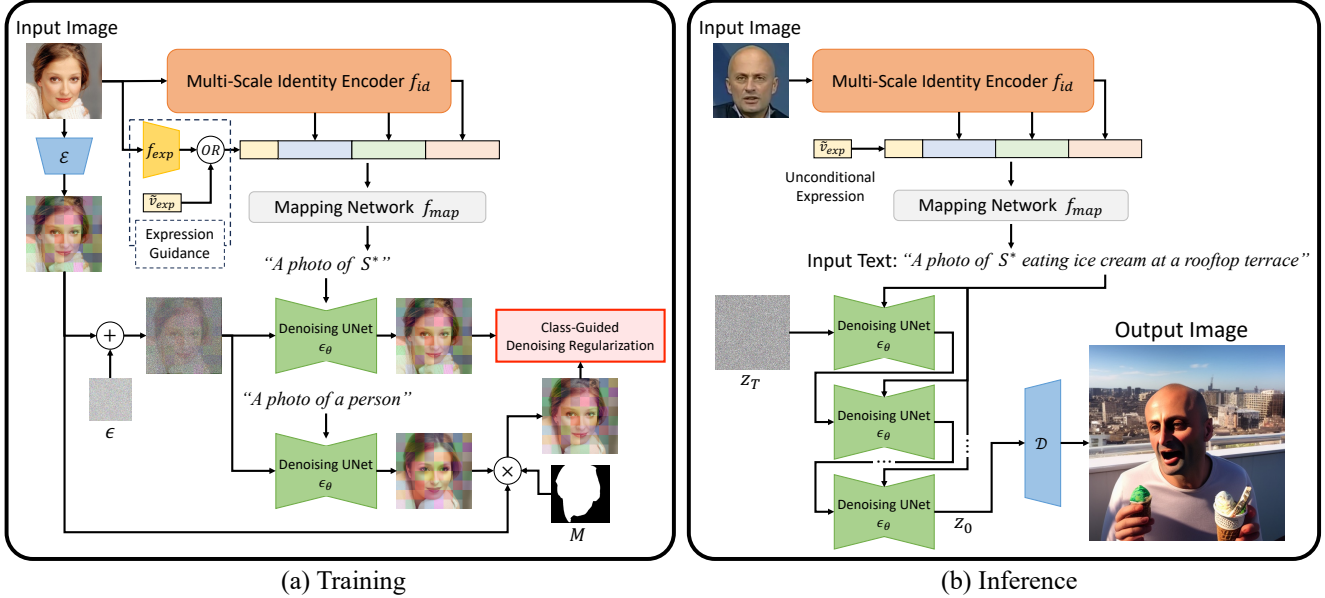 Input Image
Multi-Scale Identity Encoder f_id
ℰ
f_exp
OR
ṽ_exp
Expression
Guidance
Mapping Network f_map
“A photo of S* ”
+
ϵ
Denoising UNet
ϵ_θ
Class-Guided
Denoising Regularization
“A photo of a person”
Denoising UNet
ϵ_θ
×
M
(a) Training
Input Image
Multi-Scale Identity Encoder f_id
ṽ_exp
Unconditional
Expression
Mapping Network f_map
Input Text: “A photo of S* eating ice cream at a rooftop terrace”
z_T
Denoising UNet
ϵ_θ
Denoising UNet
ϵ_θ
...
...
Denoising UNet
ϵ_θ
z_0
𝒟
Output Image
(b) Inference